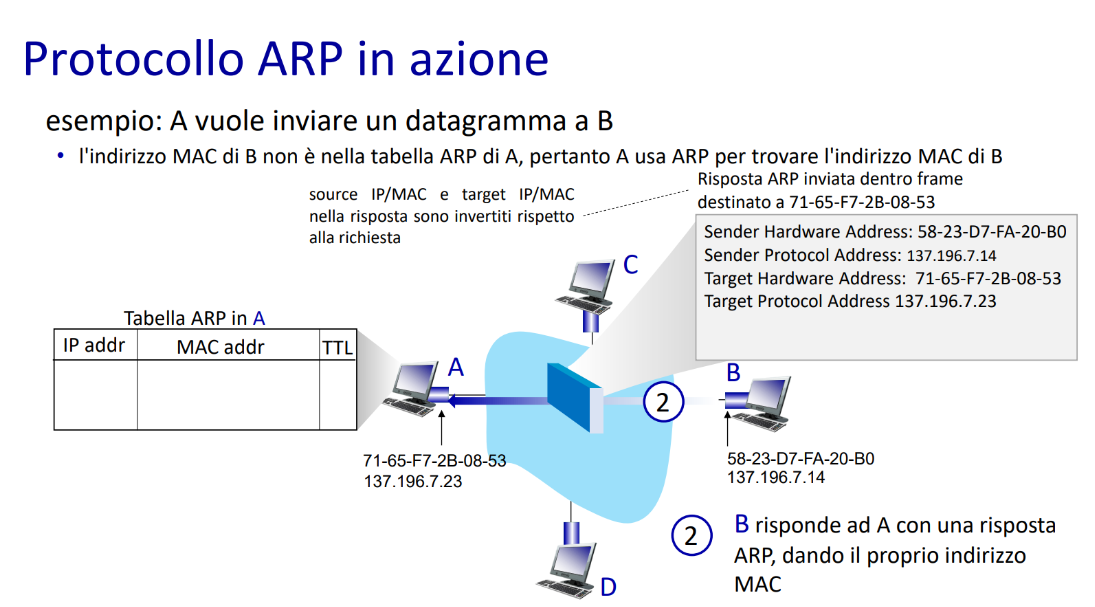 Protocollo ARP in azione
esempio: A vuole inviare un datagramma a B
• l'indirizzo MAC di B non è nella tabella ARP di A, pertanto A usa ARP per trovare l'indirizzo MAC di B
source IP/MAC e target IP/MAC
nella risposta sono invertiti rispetto
alla richiesta
Risposta ARP inviata dentro frame
destinato a 71-65-F7-2B-08-53
Sender Hardware Address: 58-23-D7-FA-20-B0
Sender Protocol Address: 137.196.7.14
Target Hardware Address: 71-65-F7-2B-08-53
Target Protocol Address 137.196.7.23
C
Tabella ARP in A
IP addr MAC addr TTL
A
B
2
71-65-F7-2B-08-53
137.196.7.23
58-23-D7-FA-20-B0
137.196.7.14
D
2
B risponde ad A con una risposta
ARP, dando il proprio indirizzo
MAC